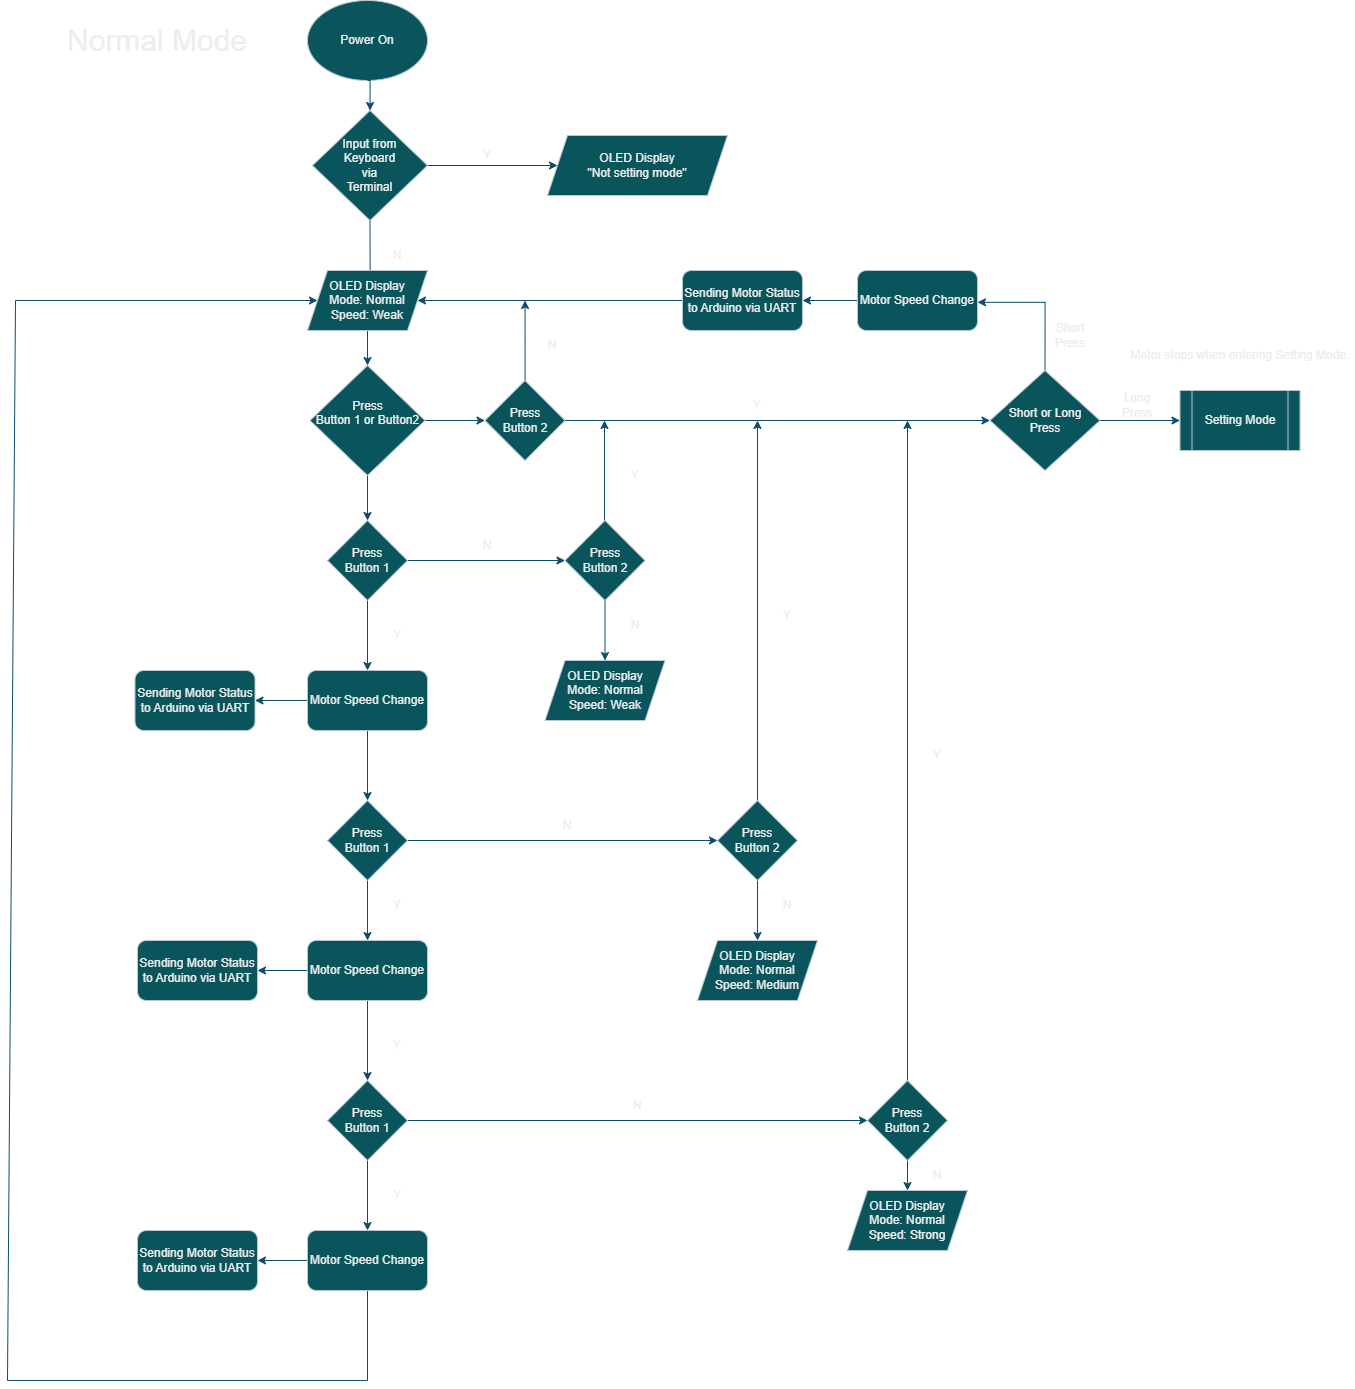 Normal Mode
Power On
Input from
Keyboard
via
Terminal
Y
OLED Display
"Not setting mode"
N
OLED Display
Mode: Normal
Speed: Weak
Sending Motor Status
to Arduino via UART
Motor Speed Change
Short
Press
Motor stops when entering Setting Mode.
N
Press
Button 1 or Button2
Press
Button 2
Y
Short or Long
Press
Long
Press
Setting Mode
Y
Press
Button 1
N
Press
Button 2
Y
N
Y
OLED Display
Mode: Normal
Speed: Weak
Sending Motor Status
to Arduino via UART
Motor Speed Change
Y
Press
Button 1
N
Press
Button 2
Y
N
OLED Display
Mode: Normal
Speed: Medium
Sending Motor Status
to Arduino via UART
Motor Speed Change
Y
Press
Button 1
N
Press
Button 2
Y
N
OLED Display
Mode: Normal
Speed: Strong
Sending Motor Status
to Arduino via UART
Motor Speed Change